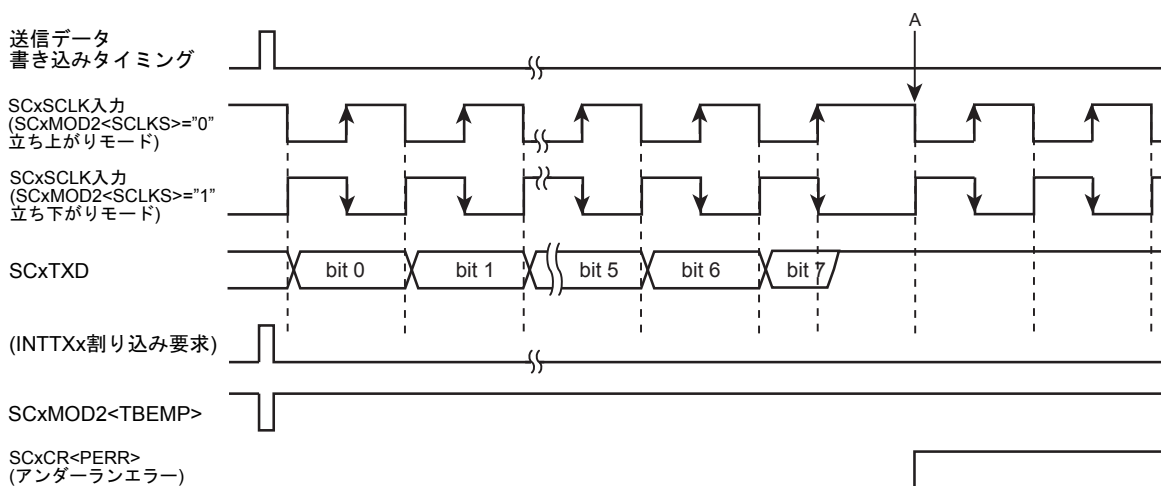 A
送信データ
書き込みタイミング
SCxSCLK入力
(SCxMOD2<SCLKS>=”0”
立ち上がりモード)
SCxSCLK入力
(SCxMOD2<SCLKS>=”1”
立ち下がりモード)
SCxTXD
bit 0
bit 1
bit 5
bit 6
bit 7
(INTTXx割り込み要求)
SCxMOD2<TBEMP>
SCxCR<PERR>
(アンダーランエラー)